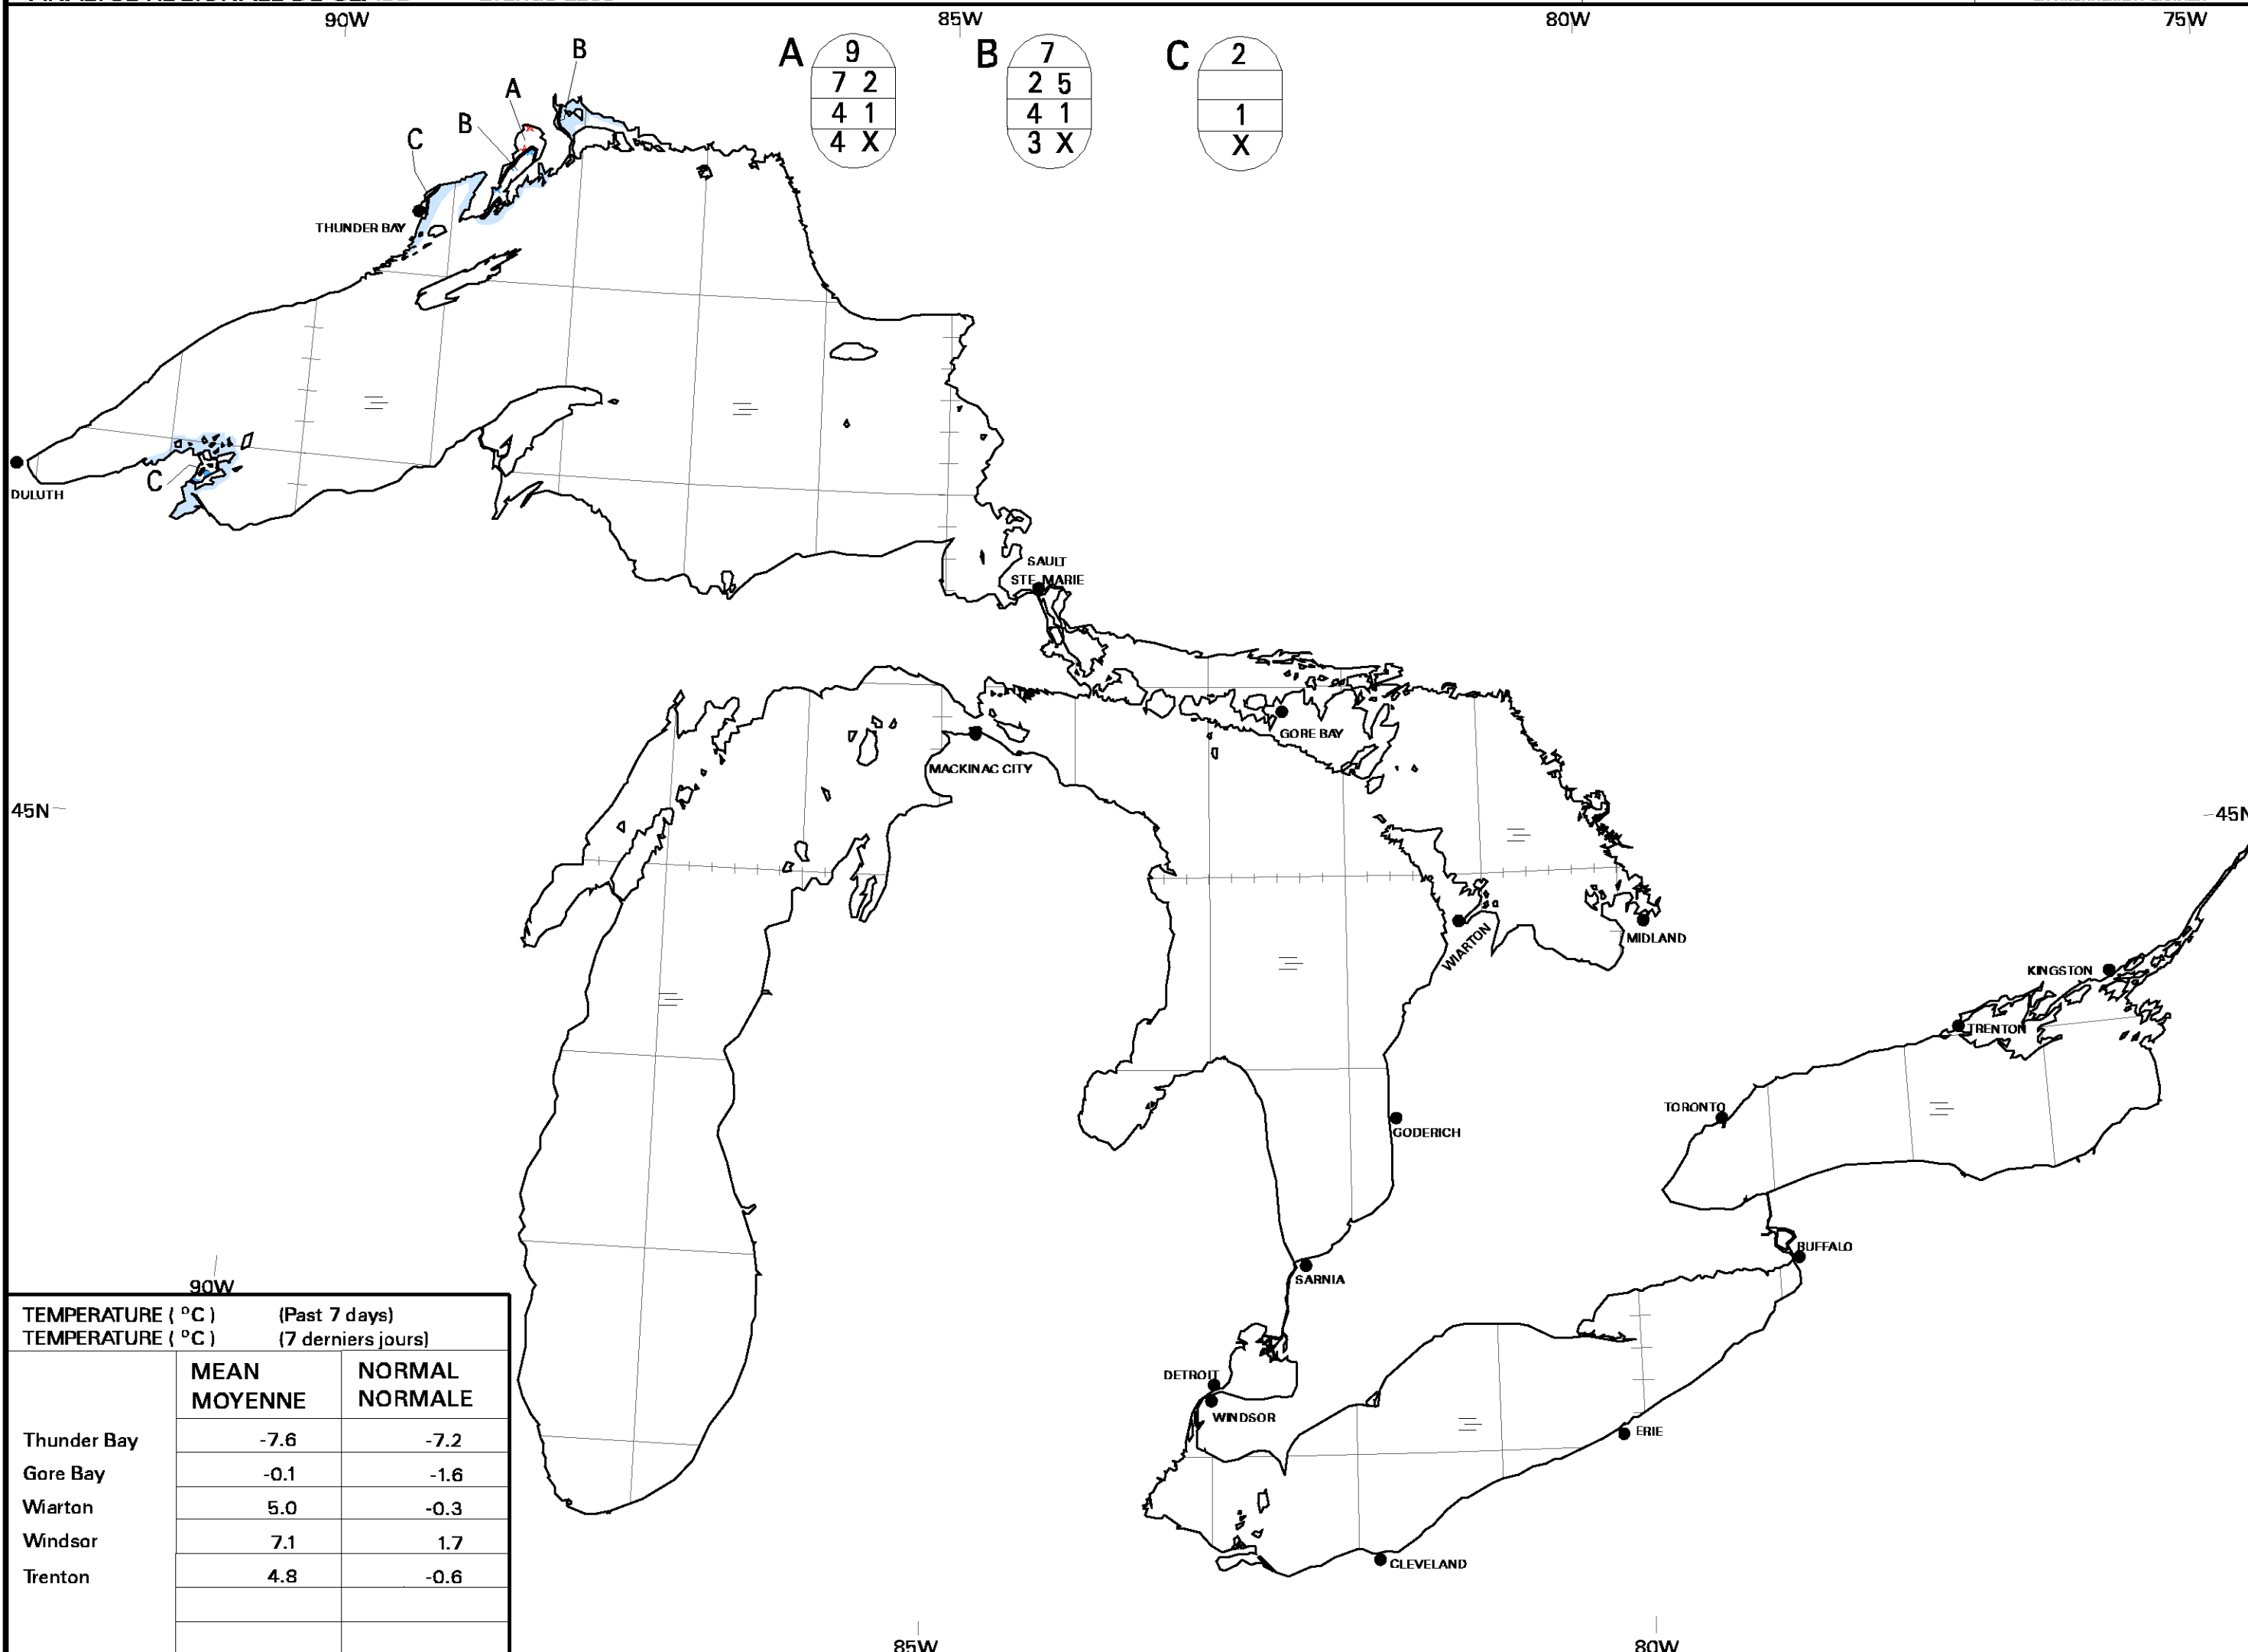 90W
85W
80W
75W
A
9
7 2
4 1
4 X
B
7
2 5
4 1
3 X
C
2
1
X
B
A
B
C
THUNDER BAY
C
DULUTH
SAULT
STE. MARIE
GORE BAY
MACKINAC CITY
45N
45N
WIARTON
MIDLAND
KINGSTON
TRENTON
TORONTO
GODERICH
BUFFALO
SARNIA
90W
DETROIT
WINDSOR
ERIE
CLEVELAND
TEMPERATURE ( °C ) (Past 7 days)
TEMPERATURE ( °C ) (7 derniers jours)
MEAN NORMAL
MOYENNE NORMALE
Thunder Bay -7.6 -7.2
Gore Bay -0.1 -1.6
Wiarton 5.0 -0.3
Windsor 7.1 1.7
Trenton 4.8 -0.6
85W
80W